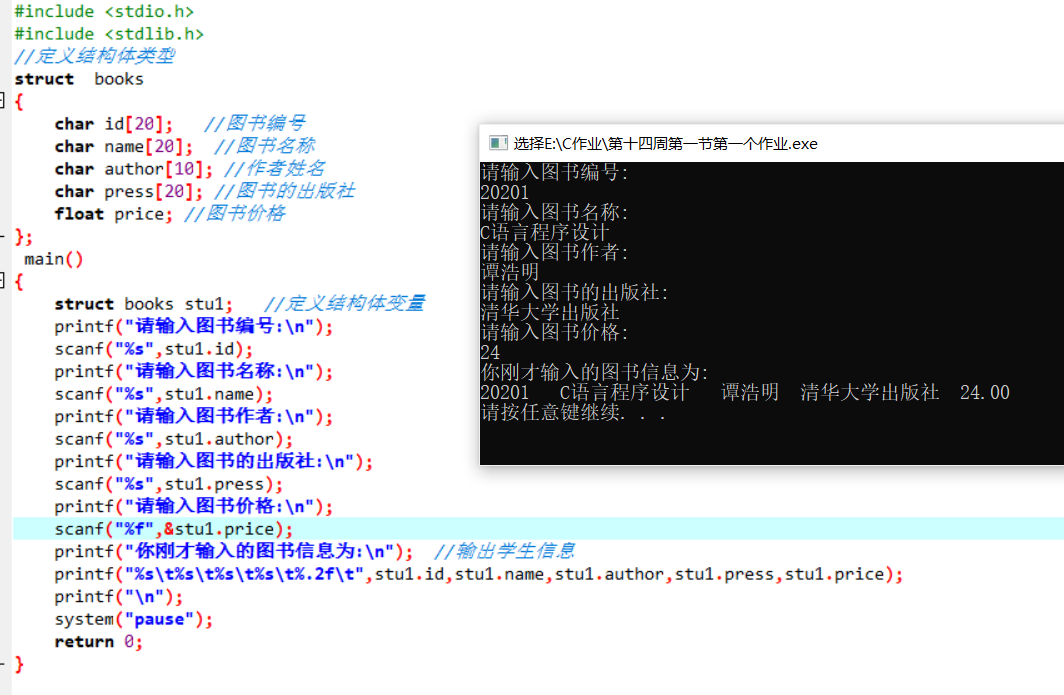 #include <stdio.h>
#include <stdlib.h>
//定义结构体类型
struct  books
{
    char id[20];   //图书编号
    char name[20];  //图书名称
    char author[10]; //作者姓名
    char press[20]; //图书的出版社
    float price; //图书价格
};
 main()
{
    struct books stu1;   //定义结构体变量
    printf("请输入图书编号:\n");
    scanf("%s",stu1.id);
    printf("请输入图书名称:\n");
    scanf("%s",stu1.name);
    printf("请输入图书作者:\n");
    scanf("%s",stu1.author);
    printf("请输入图书的出版社:\n");
    scanf("%s",stu1.press);
    printf("请输入图书价格:\n");
    scanf("%f",&stu1.price);
    printf("你刚才输入的图书信息为:\n");  //输出学生信息
    printf("%s\t%s\t%s\t%s\t%.2f\t",stu1.id,stu1.name,stu1.author,stu1.press,stu1.price);
    printf("\n");
    system("pause");
    return 0;
}
选择E:\C作业\第十四周第一节第一个作业.exe
请输入图书编号:
20201
请输入图书名称:
C语言程序设计
请输入图书作者:
谭浩明
请输入图书的出版社:
清华大学出版社
请输入图书价格:
24
你刚才输入的图书信息为:
20201   C语言程序设计   谭浩明  清华大学出版社  24.00
请按任意键继续. . .